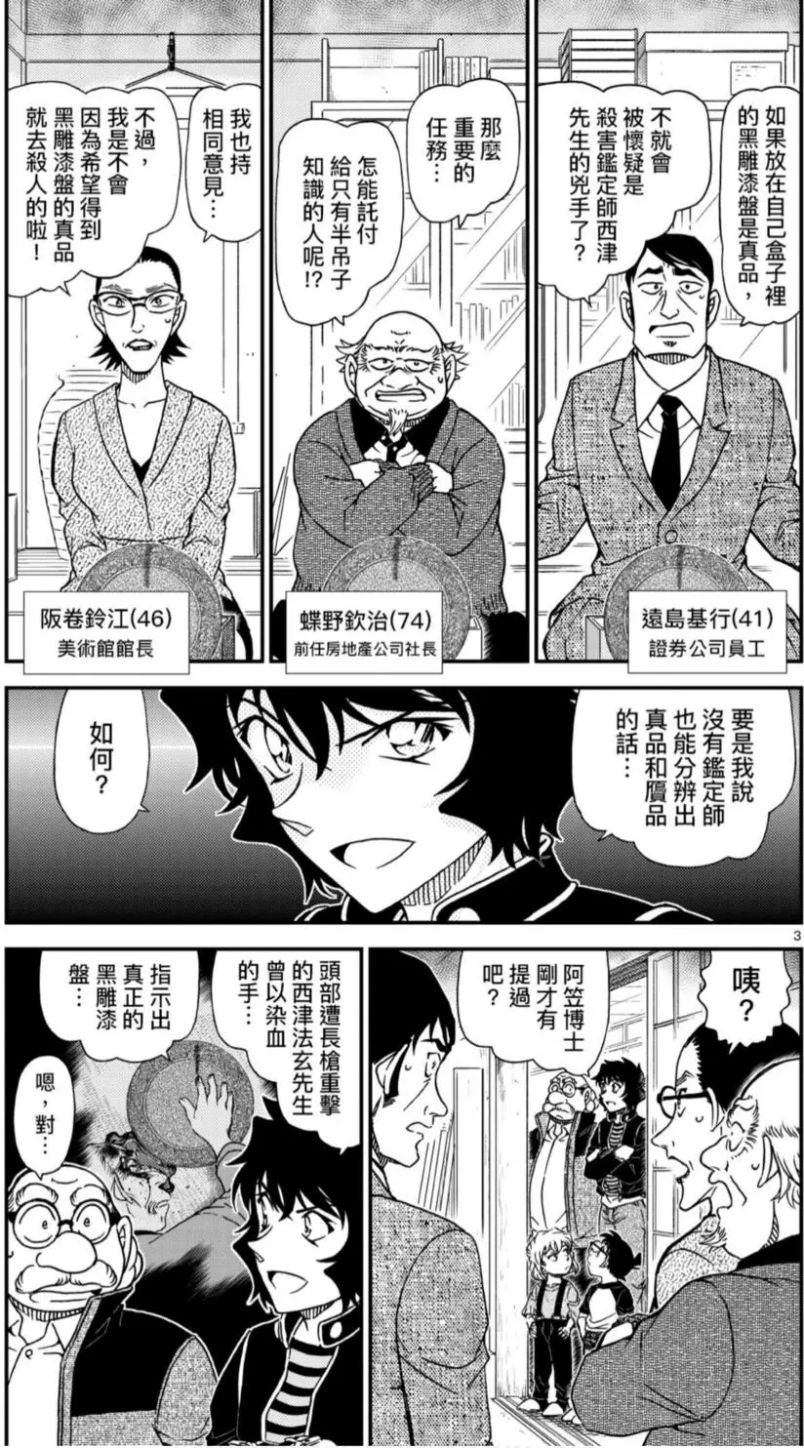 如果放在自己盒子裡
的黑雕漆盤是真品，
不就會
被懷疑是
殺害鑑定師西津
先生的兇手了？
遠島基行(41)
證券公司員工
那麼
重要的
任務…
怎能託付
給只有半吊子
知識的人呢!?
蝶野欽治(74)
前任房地產公司社長
我也持
相同意見…
不過，
我是不會
因為希望得到
黑雕漆盤的真品
就去殺人的啦！
阪卷鈴江(46)
美術館館長
要是我說
沒有鑑定師
也能分辨出
真品和贗品
的話…
如何？
3
咦？
阿笠博士
剛才有
提過
吧？
頭部遭長槍重擊
的西津法玄先生
曾以染血
的手…
指示出
真正的
黑雕漆
盤…
嗯，對…